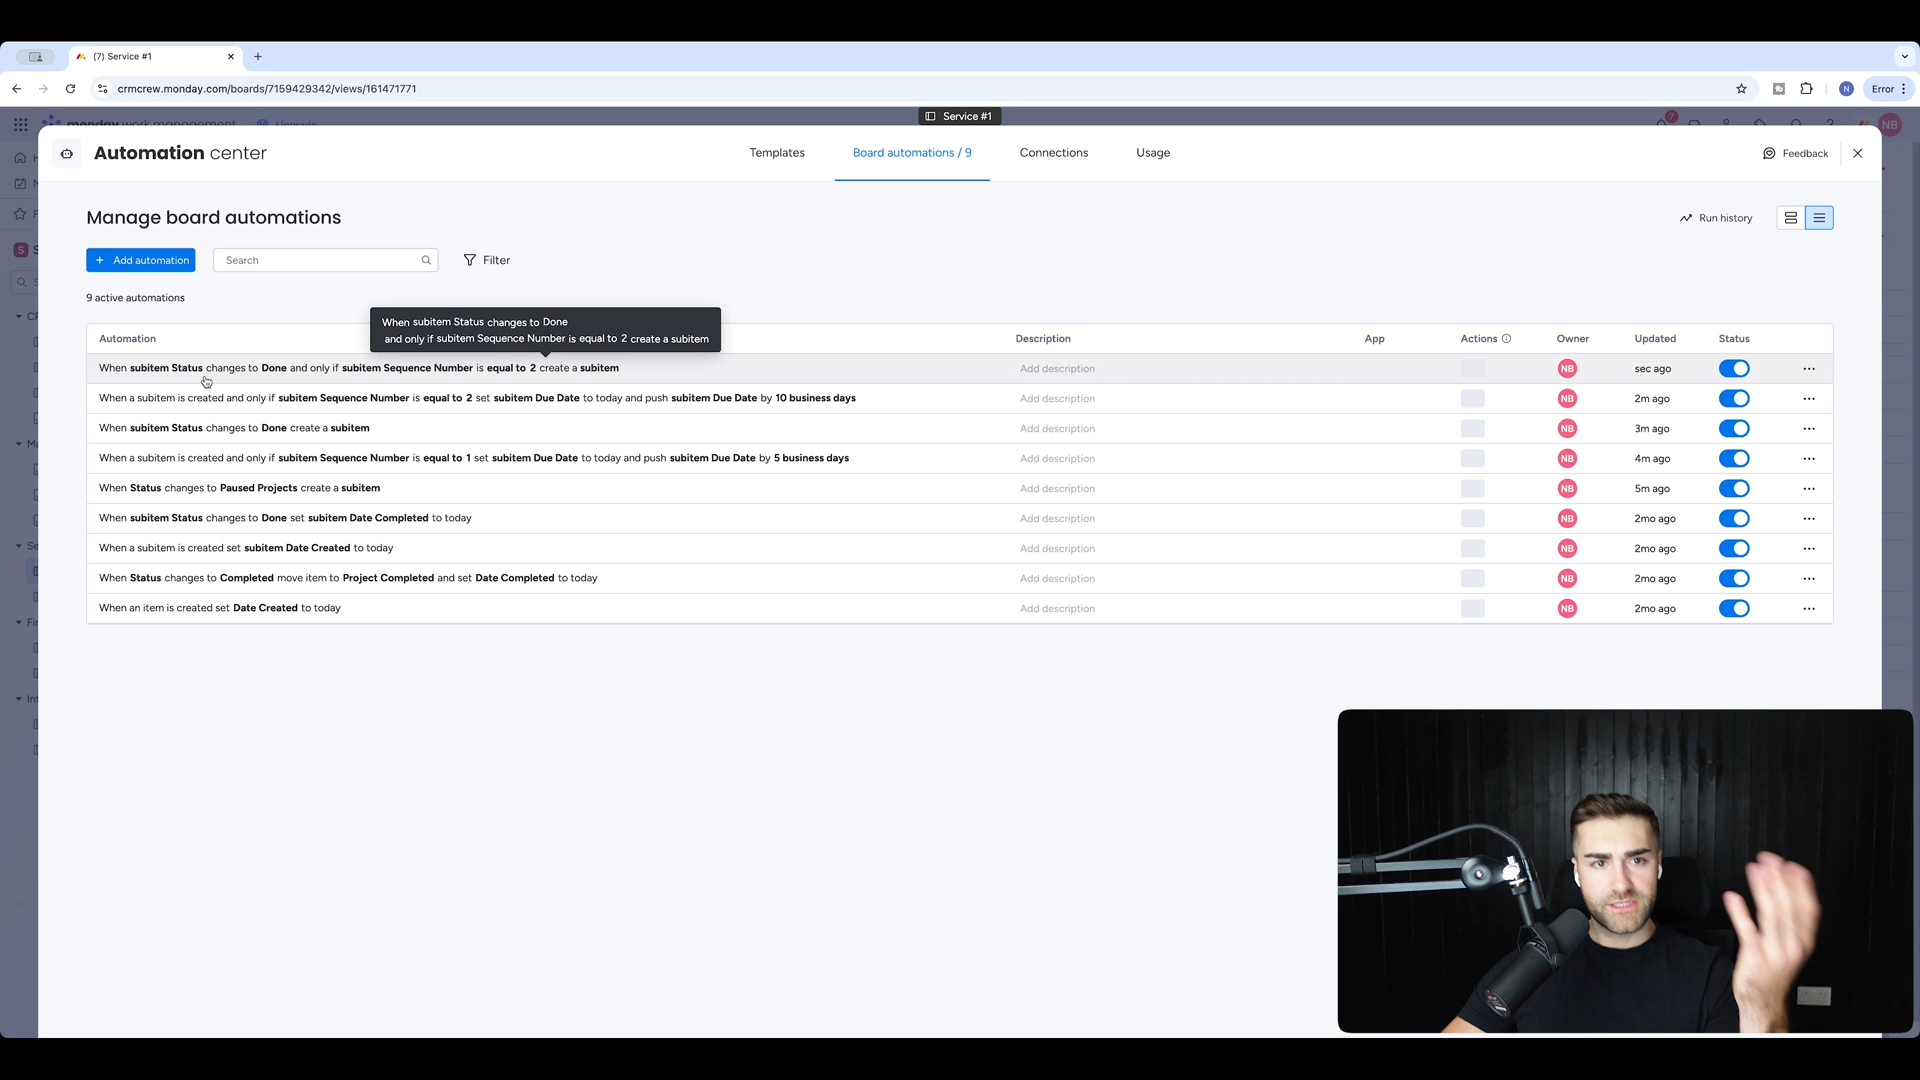 (7) Service #1
crmcrew.monday.com/boards/7159429342/views/161471771
N
Error
monday work management
Upgrade
Service #1
7
NB
Automation center
Templates
Board automations / 9
Connections
Usage
Feedback
Manage board automations
Run history
Add automation
Search
Filter
9 active automations
When subitem Status changes to Done
and only if subitem Sequence Number is equal to 2 create a subitem
Automation
Description
App
Actions
Owner
Updated
Status
When subitem Status changes to Done and only if subitem Sequence Number is equal to 2 create a subitem
Add description
NB
sec ago
When a subitem is created and only if subitem Sequence Number is equal to 2 set subitem Due Date to today and push subitem Due Date by 10 business days
Add description
NB
2m ago
When subitem Status changes to Done create a subitem
Add description
NB
3m ago
When a subitem is created and only if subitem Sequence Number is equal to 1 set subitem Due Date to today and push subitem Due Date by 5 business days
Add description
NB
4m ago
When Status changes to Paused Projects create a subitem
Add description
NB
5m ago
When subitem Status changes to Done set subitem Date Completed to today
Add description
NB
2mo ago
When a subitem is created set subitem Date Created to today
Add description
NB
2mo ago
When Status changes to Completed move item to Project Completed and set Date Completed to today
Add description
NB
2mo ago
When an item is created set Date Created to today
Add description
NB
2mo ago